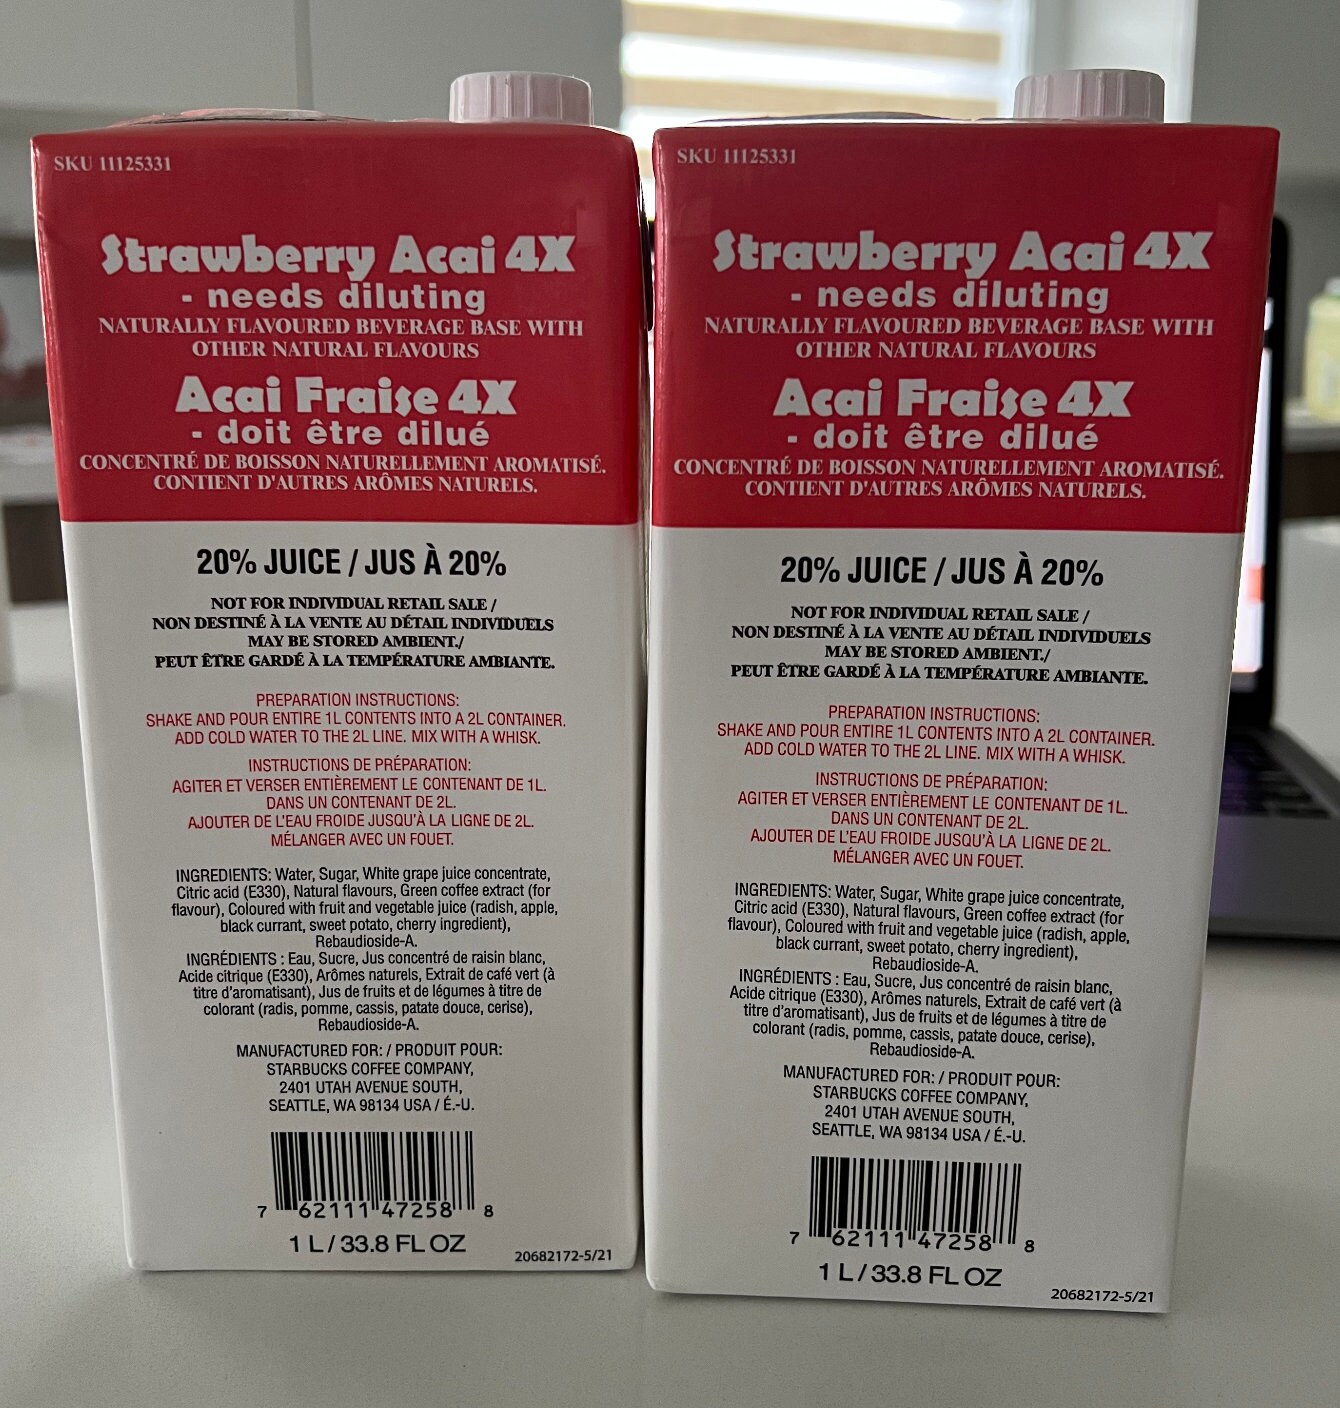 SKU 11125331
Strawberry Acai 4X
- needs diluting
NATURALLY FLAVOURED BEVERAGE BASE WITH
OTHER NATURAL FLAVOURS
Acai Fraise 4X
- doit être dilué
CONCENTRÉ DE BOISSON NATURELLEMENT AROMATISÉ.
CONTIENT D'AUTRES ARÔMES NATURELS.
20% JUICE / JUS À 20%
NOT FOR INDIVIDUAL RETAIL SALE /
NON DESTINÉ À LA VENTE AU DÉTAIL INDIVIDUELS
MAY BE STORED AMBIENT./
PEUT ÊTRE GARDÉ À LA TEMPÉRATURE AMBIANTE.
PREPARATION INSTRUCTIONS:
SHAKE AND POUR ENTIRE 1L CONTENTS INTO A 2L CONTAINER.
ADD COLD WATER TO THE 2L LINE. MIX WITH A WHISK.
INSTRUCTIONS DE PRÉPARATION:
AGITER ET VERSER ENTIÈREMENT LE CONTENANT DE 1L.
DANS UN CONTENANT DE 2L.
AJOUTER DE L'EAU FROIDE JUSQU'À LA LIGNE DE 2L.
MÉLANGER AVEC UN FOUET.
INGREDIENTS: Water, Sugar, White grape juice concentrate,
Citric acid (E330), Natural flavours, Green coffee extract (for
flavour), Coloured with fruit and vegetable juice (radish, apple,
black currant, sweet potato, cherry ingredient),
Rebaudioside-A.
INGRÉDIENTS : Eau, Sucre, Jus concentré de raisin blanc,
Acide citrique (E330), Arômes naturels, Extrait de café vert (à
titre d'aromatisant), Jus de fruits et de légumes à titre de
colorant (radis, pomme, cassis, patate douce, cerise),
Rebaudioside-A.
MANUFACTURED FOR: / PRODUIT POUR:
STARBUCKS COFFEE COMPANY,
2401 UTAH AVENUE SOUTH,
SEATTLE, WA 98134 USA / É.-U.
7 62111 47258 8
1 L / 33.8 FL OZ
20682172-5/21
SKU 11125331
Strawberry Acai 4X
- needs diluting
NATURALLY FLAVOURED BEVERAGE BASE WITH
OTHER NATURAL FLAVOURS
Acai Fraise 4X
- doit être dilué
CONCENTRÉ DE BOISSON NATURELLEMENT AROMATISÉ.
CONTIENT D'AUTRES ARÔMES NATURELS.
20% JUICE / JUS À 20%
NOT FOR INDIVIDUAL RETAIL SALE /
NON DESTINÉ À LA VENTE AU DÉTAIL INDIVIDUELS
MAY BE STORED AMBIENT./
PEUT ÊTRE GARDÉ À LA TEMPÉRATURE AMBIANTE.
PREPARATION INSTRUCTIONS:
SHAKE AND POUR ENTIRE 1L CONTENTS INTO A 2L CONTAINER.
ADD COLD WATER TO THE 2L LINE. MIX WITH A WHISK.
INSTRUCTIONS DE PRÉPARATION:
AGITER ET VERSER ENTIÈREMENT LE CONTENANT DE 1L.
DANS UN CONTENANT DE 2L.
AJOUTER DE L'EAU FROIDE JUSQU'À LA LIGNE DE 2L.
MÉLANGER AVEC UN FOUET.
INGREDIENTS: Water, Sugar, White grape juice concentrate,
Citric acid (E330), Natural flavours, Green coffee extract (for
flavour), Coloured with fruit and vegetable juice (radish, apple,
black currant, sweet potato, cherry ingredient),
Rebaudioside-A.
INGRÉDIENTS : Eau, Sucre, Jus concentré de raisin blanc,
Acide citrique (E330), Arômes naturels, Extrait de café vert (à
titre d'aromatisant), Jus de fruits et de légumes à titre de
colorant (radis, pomme, cassis, patate douce, cerise),
Rebaudioside-A.
MANUFACTURED FOR: / PRODUIT POUR:
STARBUCKS COFFEE COMPANY,
2401 UTAH AVENUE SOUTH,
SEATTLE, WA 98134 USA / É.-U.
7 62111 47258 8
1 L / 33.8 FL OZ
20682172-5/21